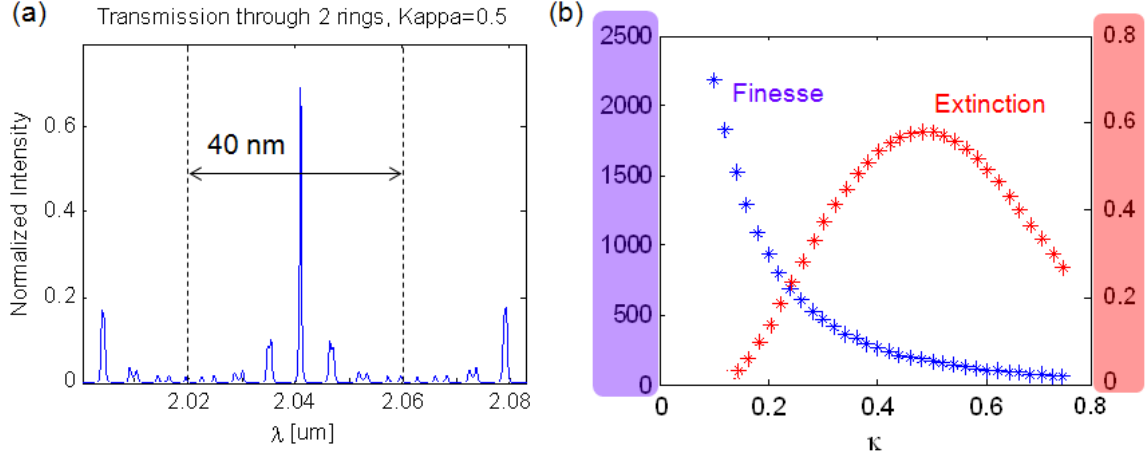 (a)
Transmission through 2 rings, Kappa=0.5
Normalized Intensity
0.6
0.4
0.2
0
40 nm
2.02
2.04
2.06
2.08
λ [um]
(b)
2500
2000
1500
1000
500
0
Finesse
Extinction
0.8
0.6
0.4
0.2
0
0
0.2
0.4
0.6
0.8
κ